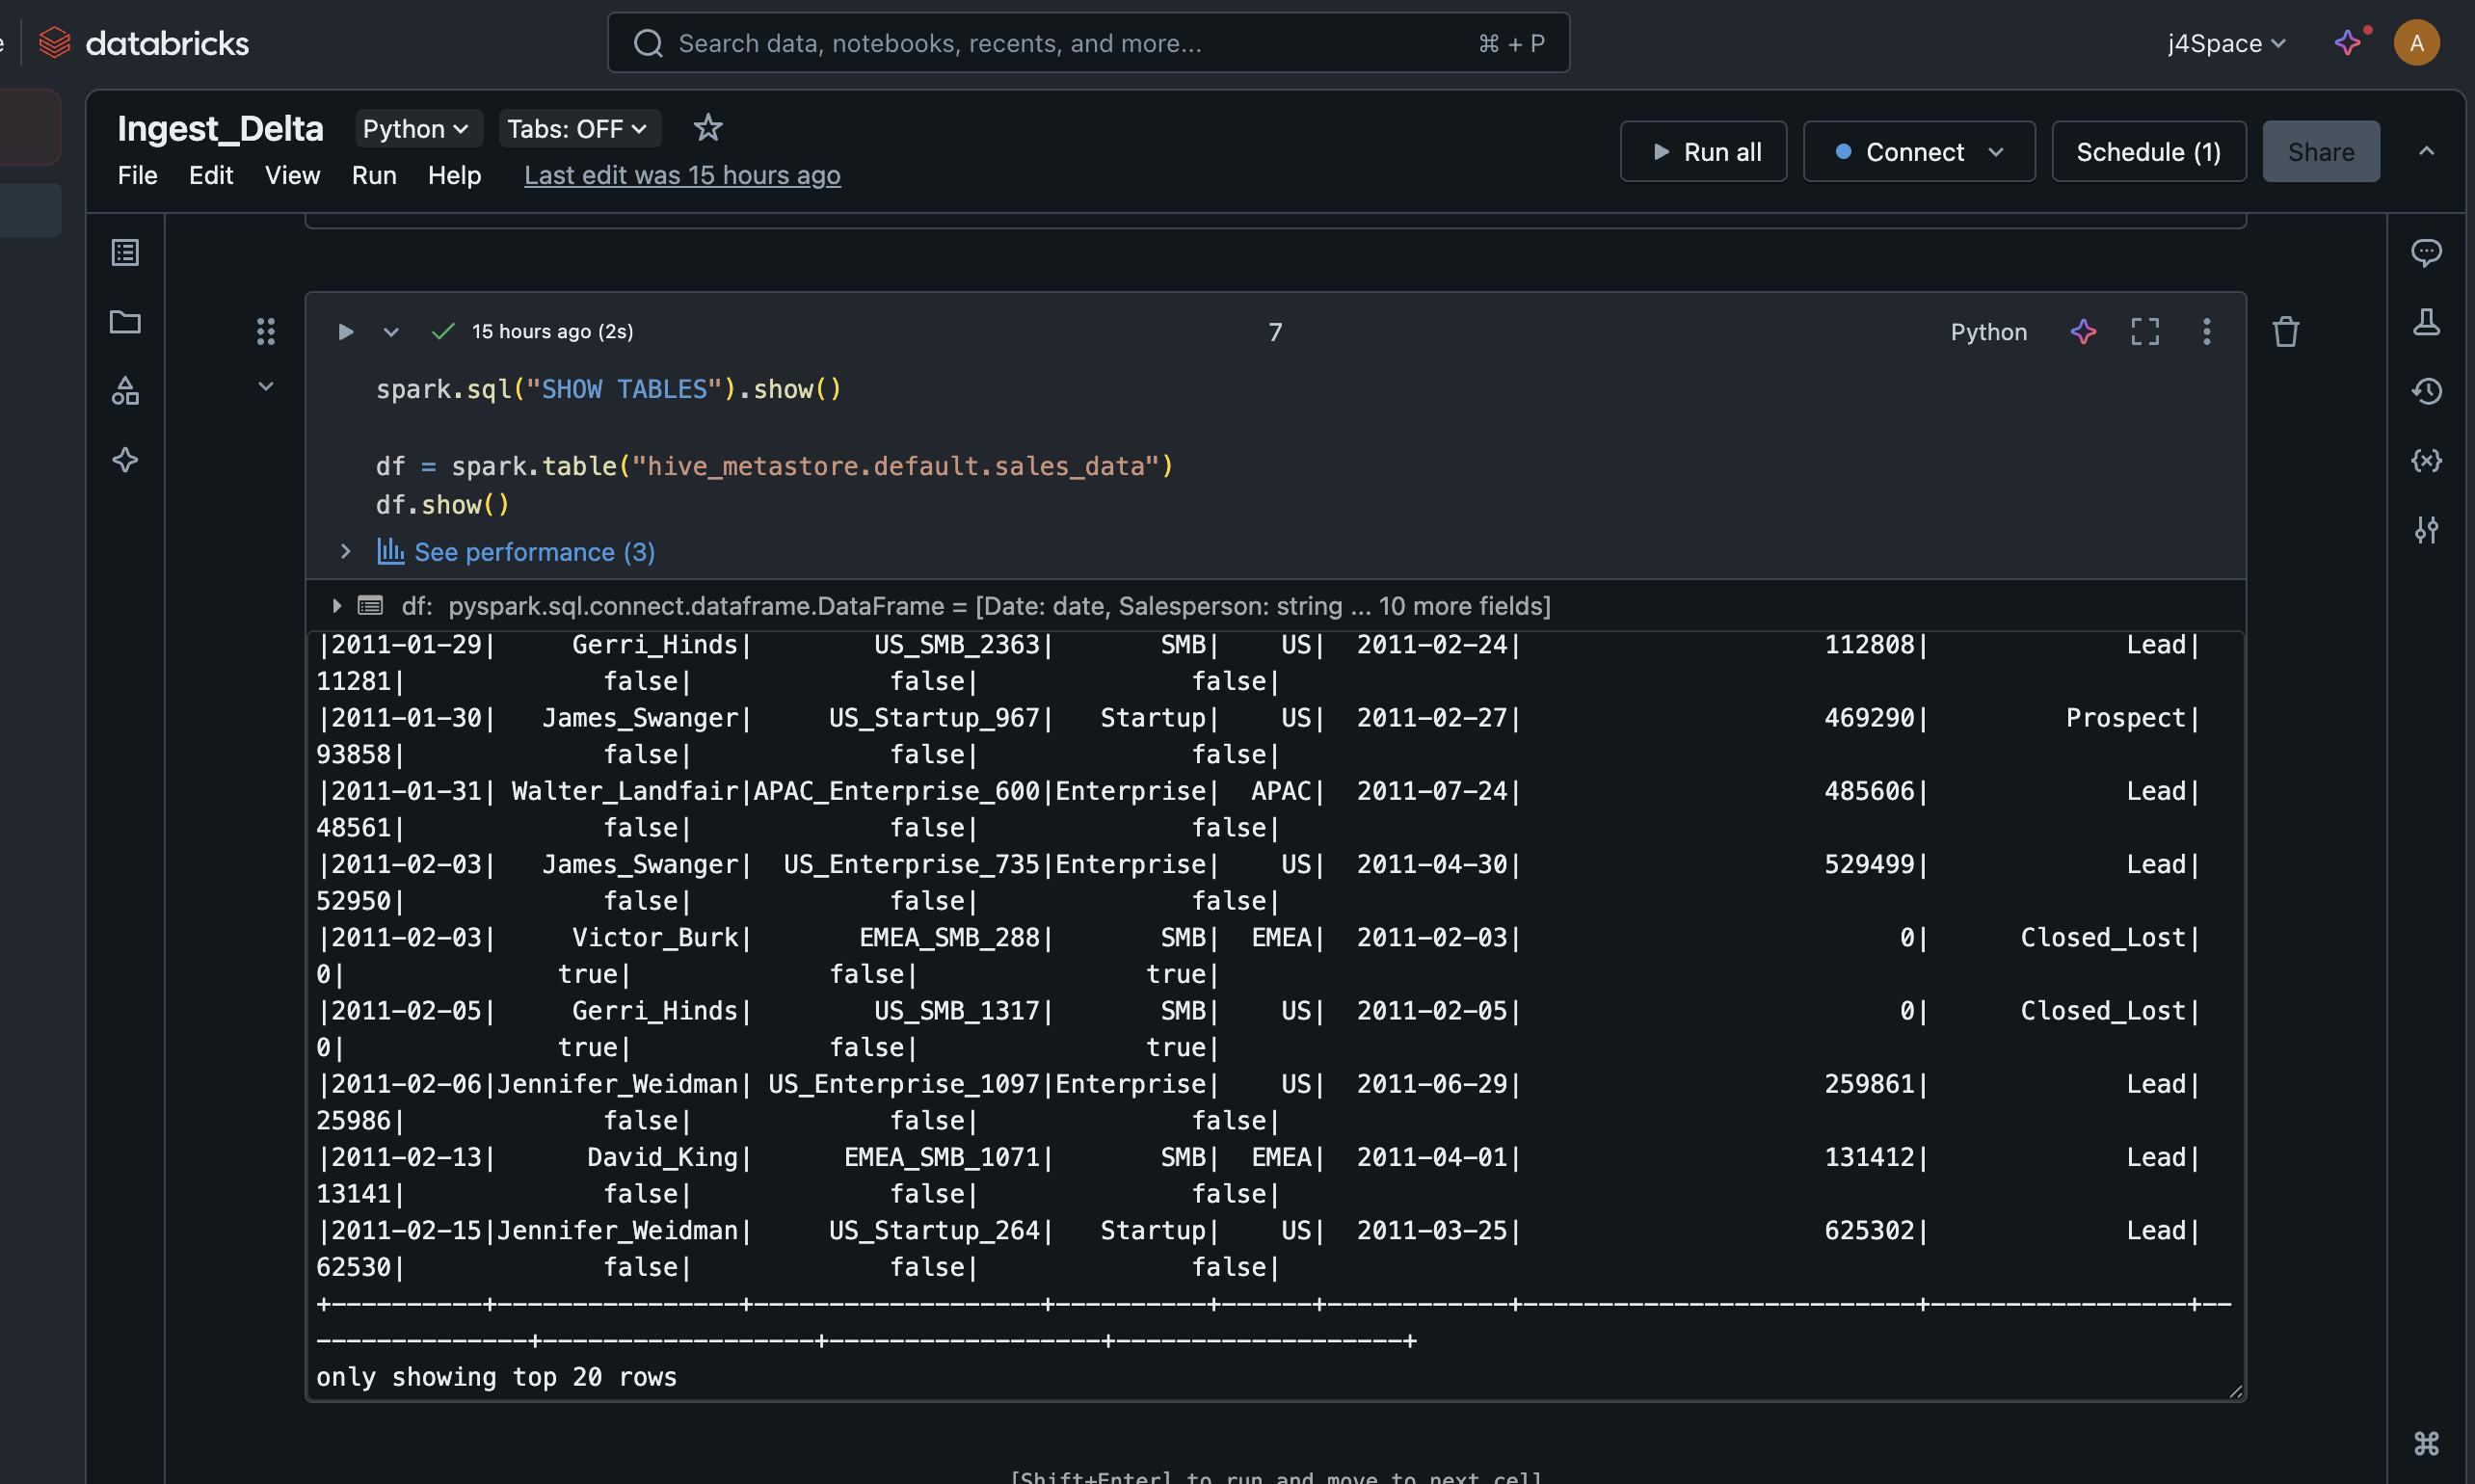 databricks
Search data, notebooks, recents, and more...
⌘ + P
j4Space
A
Ingest_Delta
Python
Tabs: OFF
File Edit View Run Help
Last edit was 15 hours ago
Run all
Connect
Schedule (1)
Share
15 hours ago (2s)
7
Python
spark.sql("SHOW TABLES").show()
df = spark.table("hive_metastore.default.sales_data")
df.show()
See performance (3)
df: pyspark.sql.connect.dataframe.DataFrame = [Date: date, Salesperson: string ... 10 more fields]
|2011-01-29|     Gerri_Hinds|        US_SMB_2363|       SMB|    US|  2011-02-24|                    112808|             Lead|
11281|             false|             false|              false|
|2011-01-30|   James_Swanger|     US_Startup_967|   Startup|    US|  2011-02-27|                    469290|         Prospect|
93858|             false|             false|              false|
|2011-01-31| Walter_Landfair|APAC_Enterprise_600|Enterprise|  APAC|  2011-07-24|                    485606|             Lead|
48561|             false|             false|              false|
|2011-02-03|   James_Swanger|  US_Enterprise_735|Enterprise|    US|  2011-04-30|                    529499|             Lead|
52950|             false|             false|              false|
|2011-02-03|     Victor_Burk|       EMEA_SMB_288|       SMB|  EMEA|  2011-02-03|                         0|      Closed_Lost|
0|              true|             false|               true|
|2011-02-05|     Gerri_Hinds|        US_SMB_1317|       SMB|    US|  2011-02-05|                         0|      Closed_Lost|
0|              true|             false|               true|
|2011-02-06|Jennifer_Weidman| US_Enterprise_1097|Enterprise|    US|  2011-06-29|                    259861|             Lead|
25986|             false|             false|              false|
|2011-02-13|      David_King|      EMEA_SMB_1071|       SMB|  EMEA|  2011-04-01|                    131412|             Lead|
13141|             false|             false|              false|
|2011-02-15|Jennifer_Weidman|     US_Startup_264|   Startup|    US|  2011-03-25|                    625302|             Lead|
62530|             false|             false|              false|
+----------+----------------+-------------------+----------+------+------------+--------------------------+-----------------+--
--------------+------------------+------------------+-------------------+
only showing top 20 rows
[Shift+Enter] to run and move to next cell